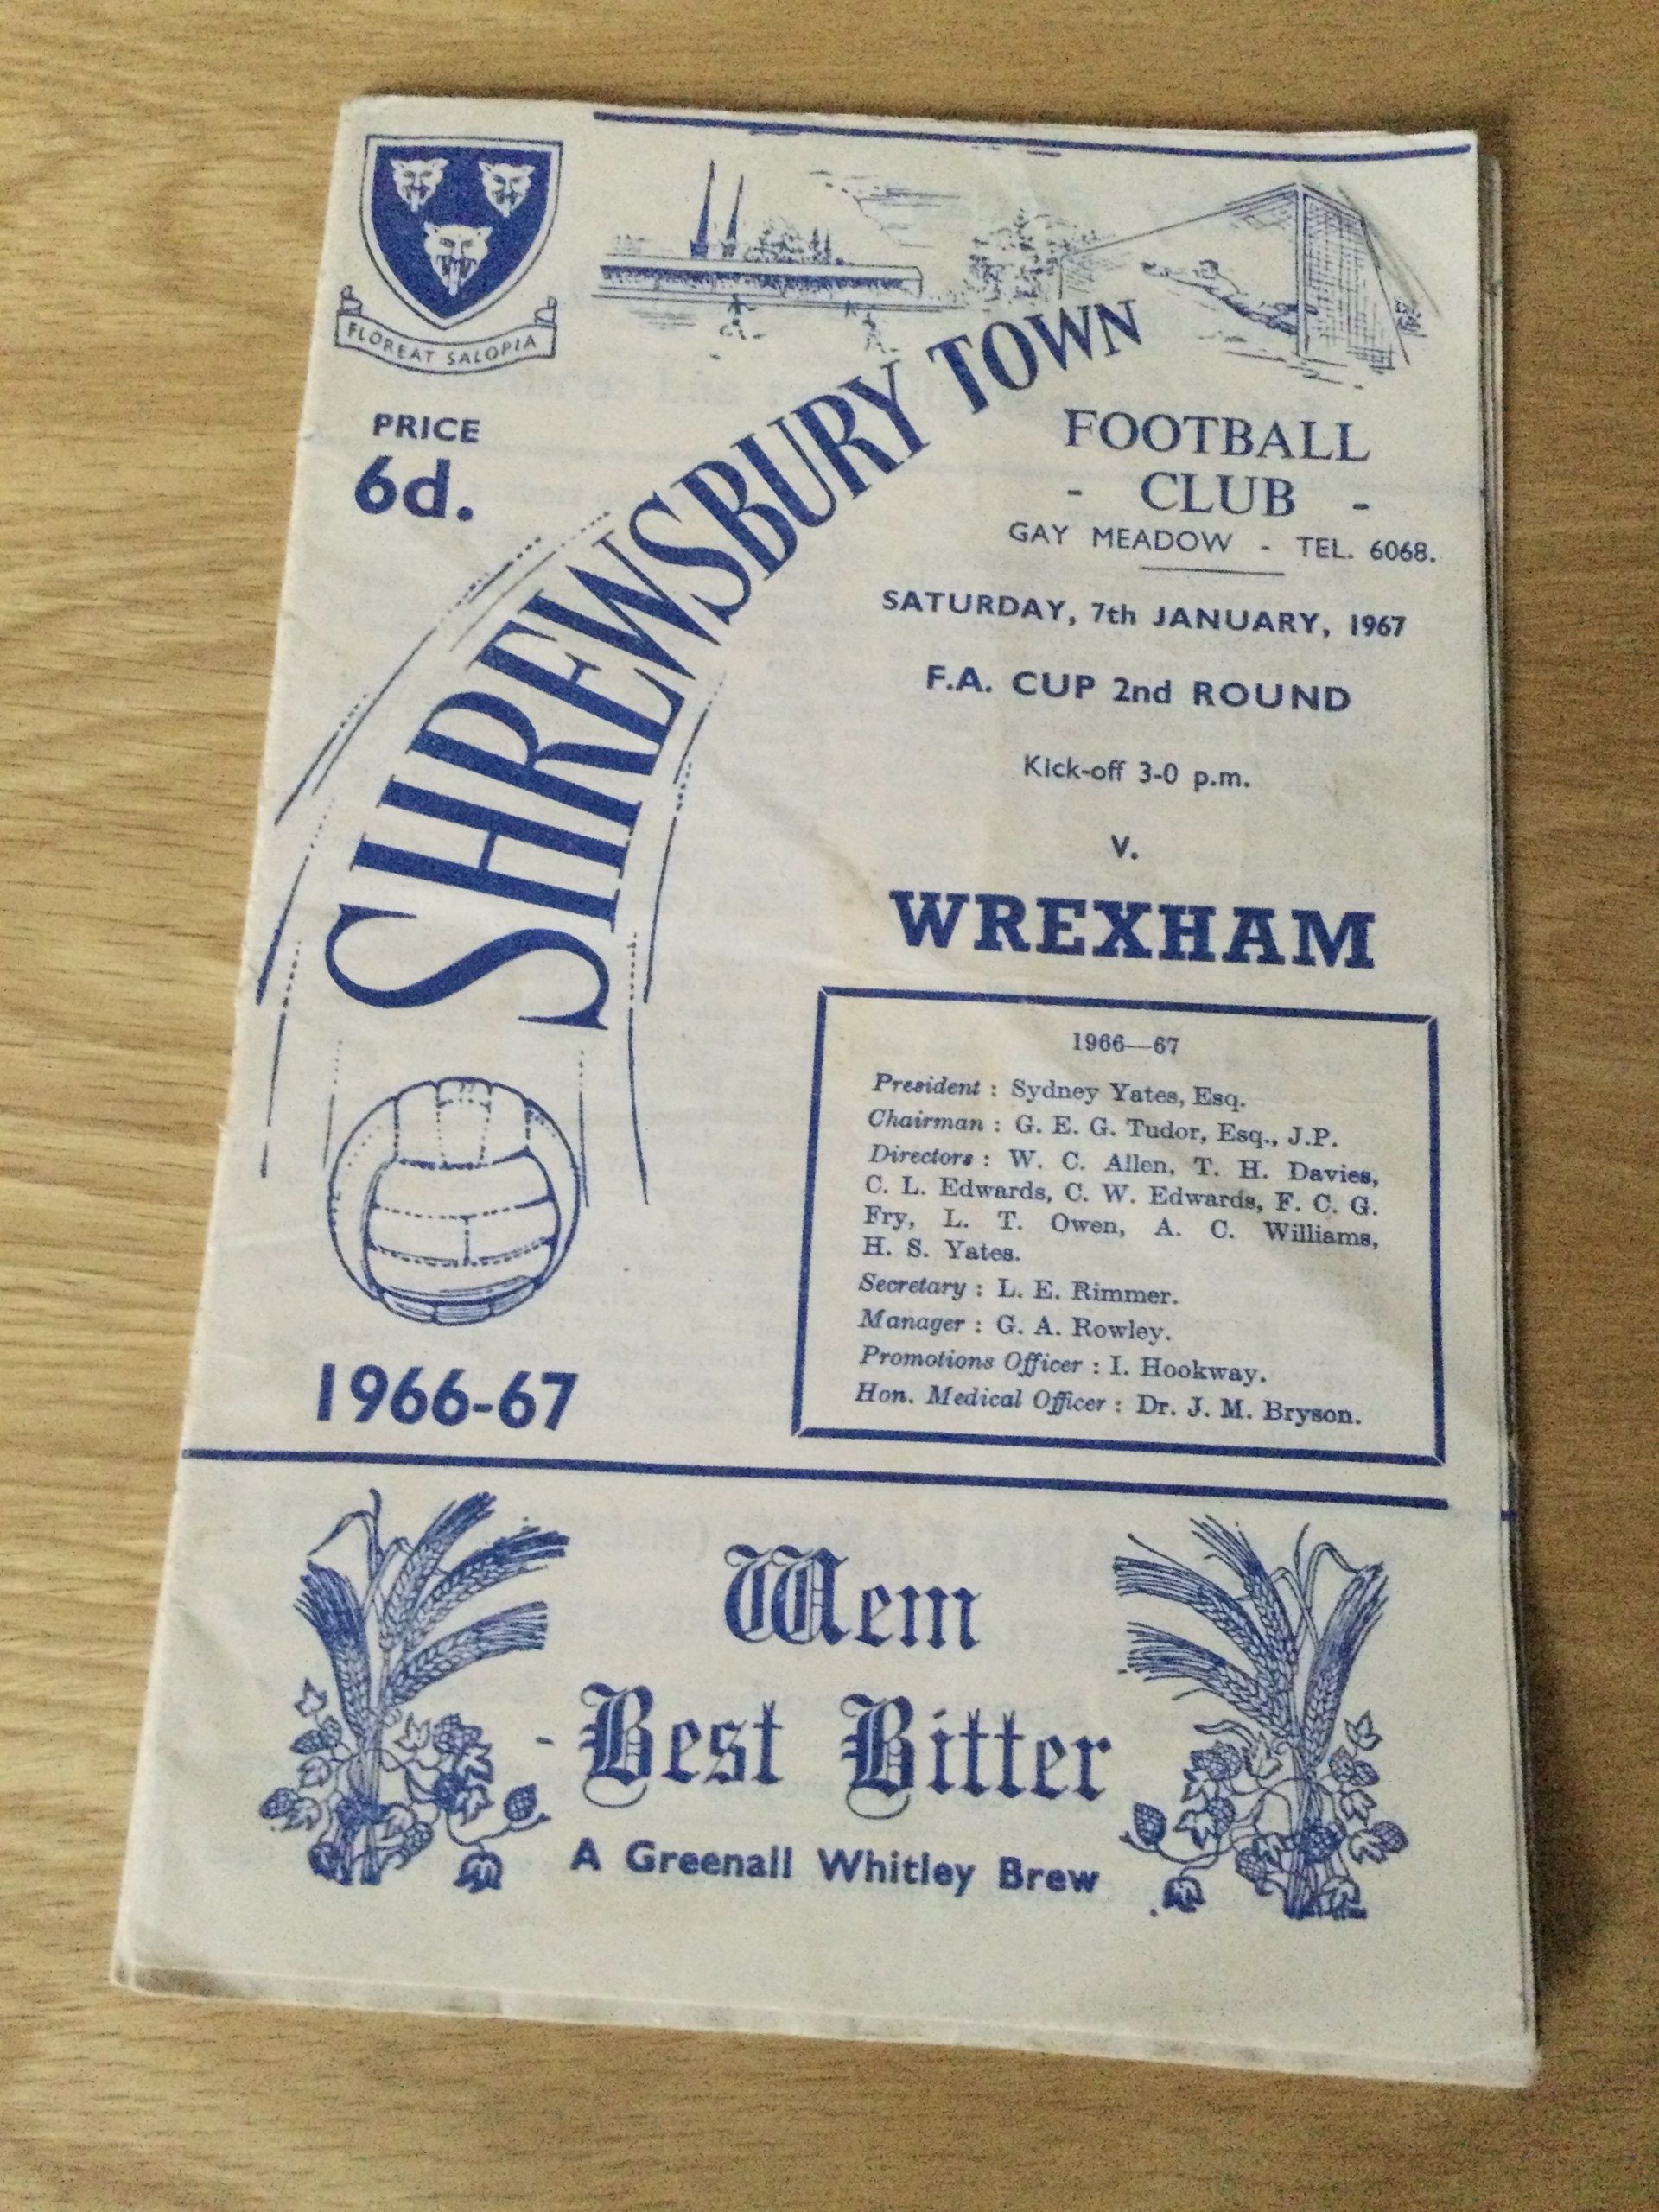 FLOREAT SALOPIA
PRICE
6d.
SHREWSBURY TOWN
FOOTBALL
- CLUB -
GAY MEADOW - TEL. 6068.
SATURDAY, 7th JANUARY, 1967
F.A. CUP 2nd ROUND
Kick-off 3-0 p.m.
v.
WREXHAM
1966—67
President : Sydney Yates, Esq.
Chairman : G. E. G. Tudor, Esq., J.P.
Directors : W. C. Allen, T. H. Davies,
C. L. Edwards, C. W. Edwards, F. C. G.
Fry, L. T. Owen, A. C. Williams,
H. S. Yates.
Secretary : L. E. Rimmer.
Manager : G. A. Rowley.
Promotions Officer : I. Hookway.
Hon. Medical Officer : Dr. J. M. Bryson.
1966-67
Wem
- Best Bitter
A Greenall Whitley Brew